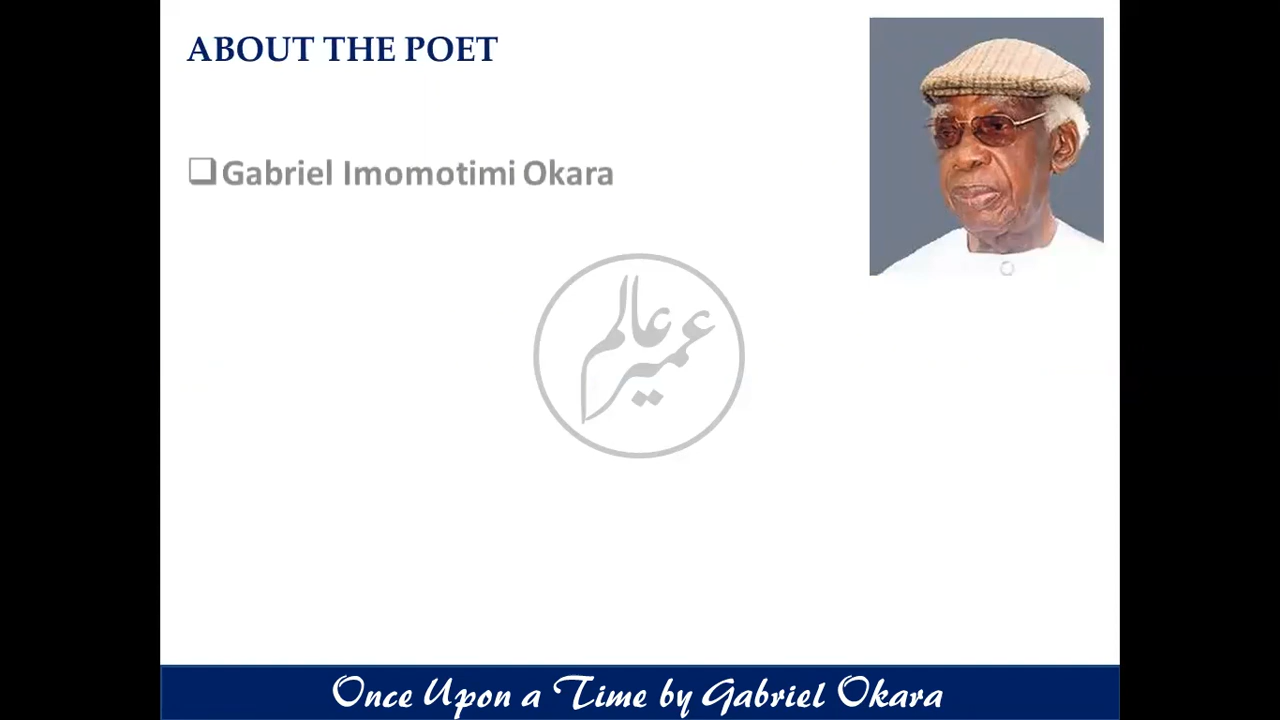 ABOUT THE POET
Gabriel Imomotimi Okara
عمیر عالم
Once Upon a Time by Gabriel Okara